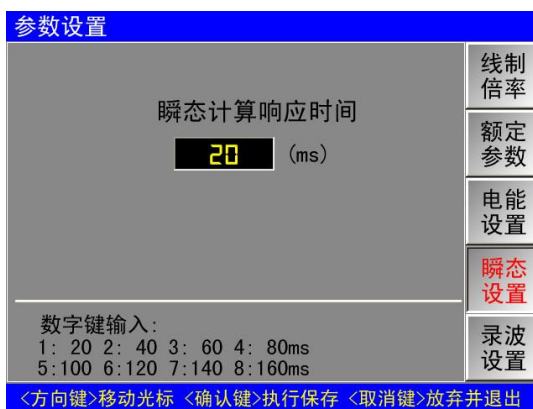 参数设置
瞬态计算响应时间
20 (ms)
线制
倍率
额定
参数
电能
设置
瞬态
设置
录波
设置
数字键输入:
1: 20 2: 40 3: 60 4: 80ms
5:100 6:120 7:140 8:160ms
<方向键>移动光标 <确认键>执行保存 <取消键>放弃并退出